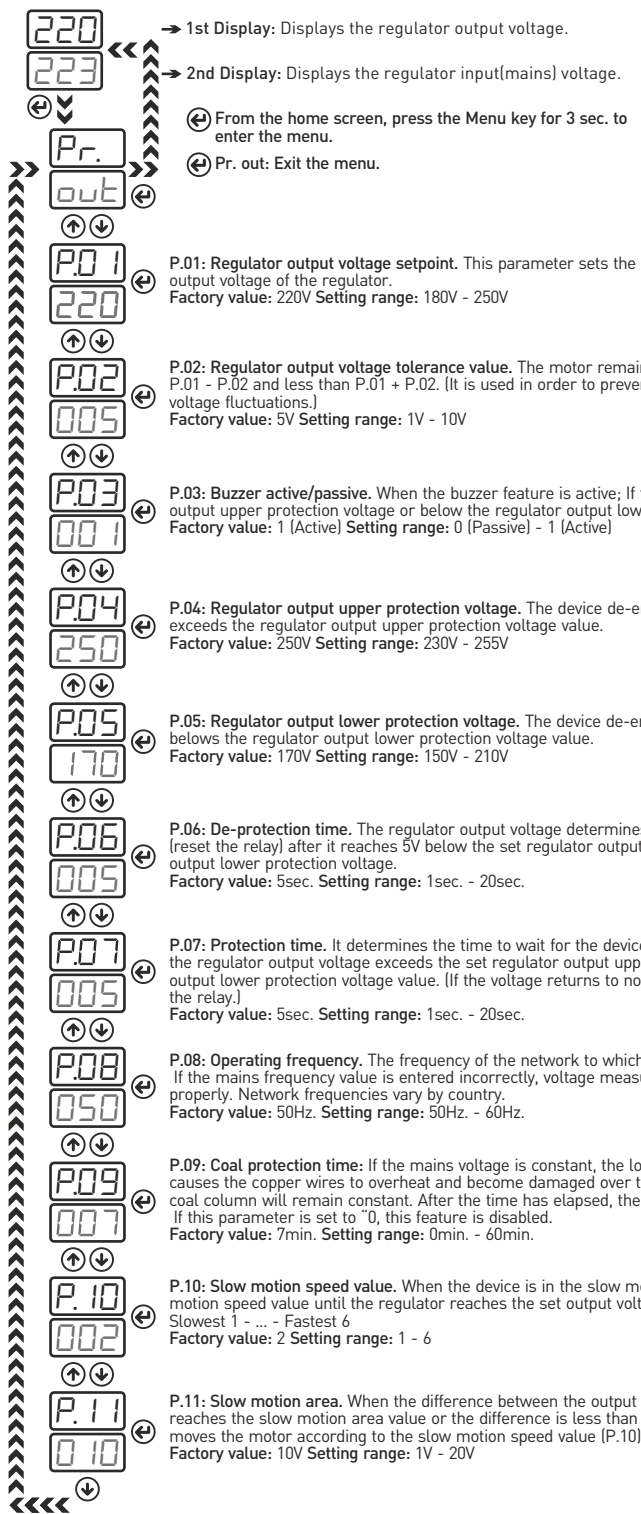 220
1st Display: Displays the regulator output voltage.
223
2nd Display: Displays the regulator input(mains) voltage.
From the home screen, press the Menu key for 3 sec. to
enter the menu.
Pr.
out
Pr. out: Exit the menu.
P.01
220
P.01: Regulator output voltage setpoint. This parameter sets the
output voltage of the regulator.
Factory value: 220V Setting range: 180V - 250V
P.02
005
P.02: Regulator output voltage tolerance value. The motor remai
P.01 - P.02 and less than P.01 + P.02. (It is used in order to preve
voltage fluctuations.)
Factory value: 5V Setting range: 1V - 10V
P.03
001
P.03: Buzzer active/passive. When the buzzer feature is active; If
output upper protection voltage or below the regulator output low
Factory value: 1 (Active) Setting range: 0 (Passive) - 1 (Active)
P.04
250
P.04: Regulator output upper protection voltage. The device de-e
exceeds the regulator output upper protection voltage value.
Factory value: 250V Setting range: 230V - 255V
P.05
170
P.05: Regulator output lower protection voltage. The device de-e
belows the regulator output lower protection voltage value.
Factory value: 170V Setting range: 150V - 210V
P.06
005
P.06: De-protection time. The regulator output voltage determine
(reset the relay) after it reaches 5V below the set regulator output
output lower protection voltage.
Factory value: 5sec. Setting range: 1sec. - 20sec.
P.07
005
P.07: Protection time. It determines the time to wait for the device
the regulator output voltage exceeds the set regulator output upp
output lower protection voltage value. (If the voltage returns to no
the relay.)
Factory value: 5sec. Setting range: 1sec. - 20sec.
P.08
050
P.08: Operating frequency. The frequency of the network to which
If the mains frequency value is entered incorrectly, voltage meas
properly. Network frequencies vary by country.
Factory value: 50Hz. Setting range: 50Hz. - 60Hz.
P.09
007
P.09: Coal protection time: If the mains voltage is constant, the lo
causes the copper wires to overheat and become damaged over t
coal column will remain constant. After the time has elapsed, the
If this parameter is set to ¨0, this feature is disabled.
Factory value: 7min. Setting range: 0min. - 60min.
P.10
002
P.10: Slow motion speed value. When the device is in the slow m
motion speed value until the regulator reaches the set output volt
Slowest 1 - ... - Fastest 6
Factory value: 2 Setting range: 1 - 6
P.11
010
P.11: Slow motion area. When the difference between the output
reaches the slow motion area value or the difference is less than
moves the motor according to the slow motion speed value (P.10)
Factory value: 10V Setting range: 1V - 20V